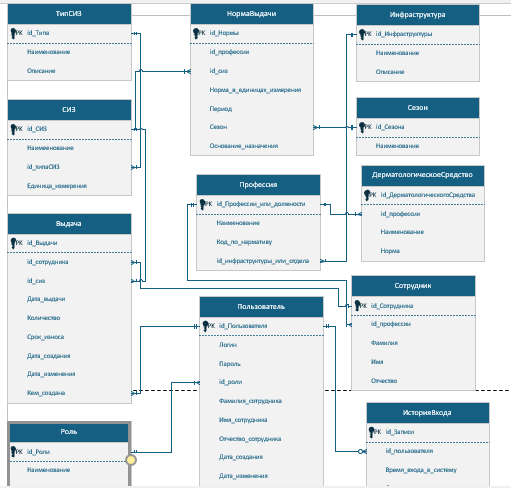 ТипСИЗ
PK id_Типа
Наименование
Описание
СИЗ
PK id_СИЗ
Наименование
id_типаСИЗ
Единица_измерения
Выдача
PK id_Выдачи
id_сотрудника
id_сиз
Дата_выдачи
Количество
Срок_износа
Дата_создания
Дата_изменения
Кем_создана
Роль
PK id_Роли
Наименование
НормаВыдачи
PK id_Нормы
id_профессии
Норма_в_единицах_измерения
Период
Сезон
Основание_назначения
Профессия
PK id_Профессии_или_должности
Наименование
Код_по_нормативу
id_инфраструктуры_или_отдела
Пользователь
PK id_Пользователя
Логин
Пароль
id_роли
Фамилия_сотрудника
Имя_сотрудника
Отчество_сотрудника
Дата_создания
Дата_изменения
Инфраструктура
PK id_Инфраструктуры
Наименование
Описание
Сезон
PK id_Сезона
Наименование
ДерматологическоеСредство
PK id_ДерматологическогоСредства
id_профессии
Наименование
Норма
Сотрудник
PK id_Сотрудника
id_профессии
Фамилия
Имя
Отчество
ИсторияВхода
PK id_Записи
id_пользователя
Время_входа_в_систему